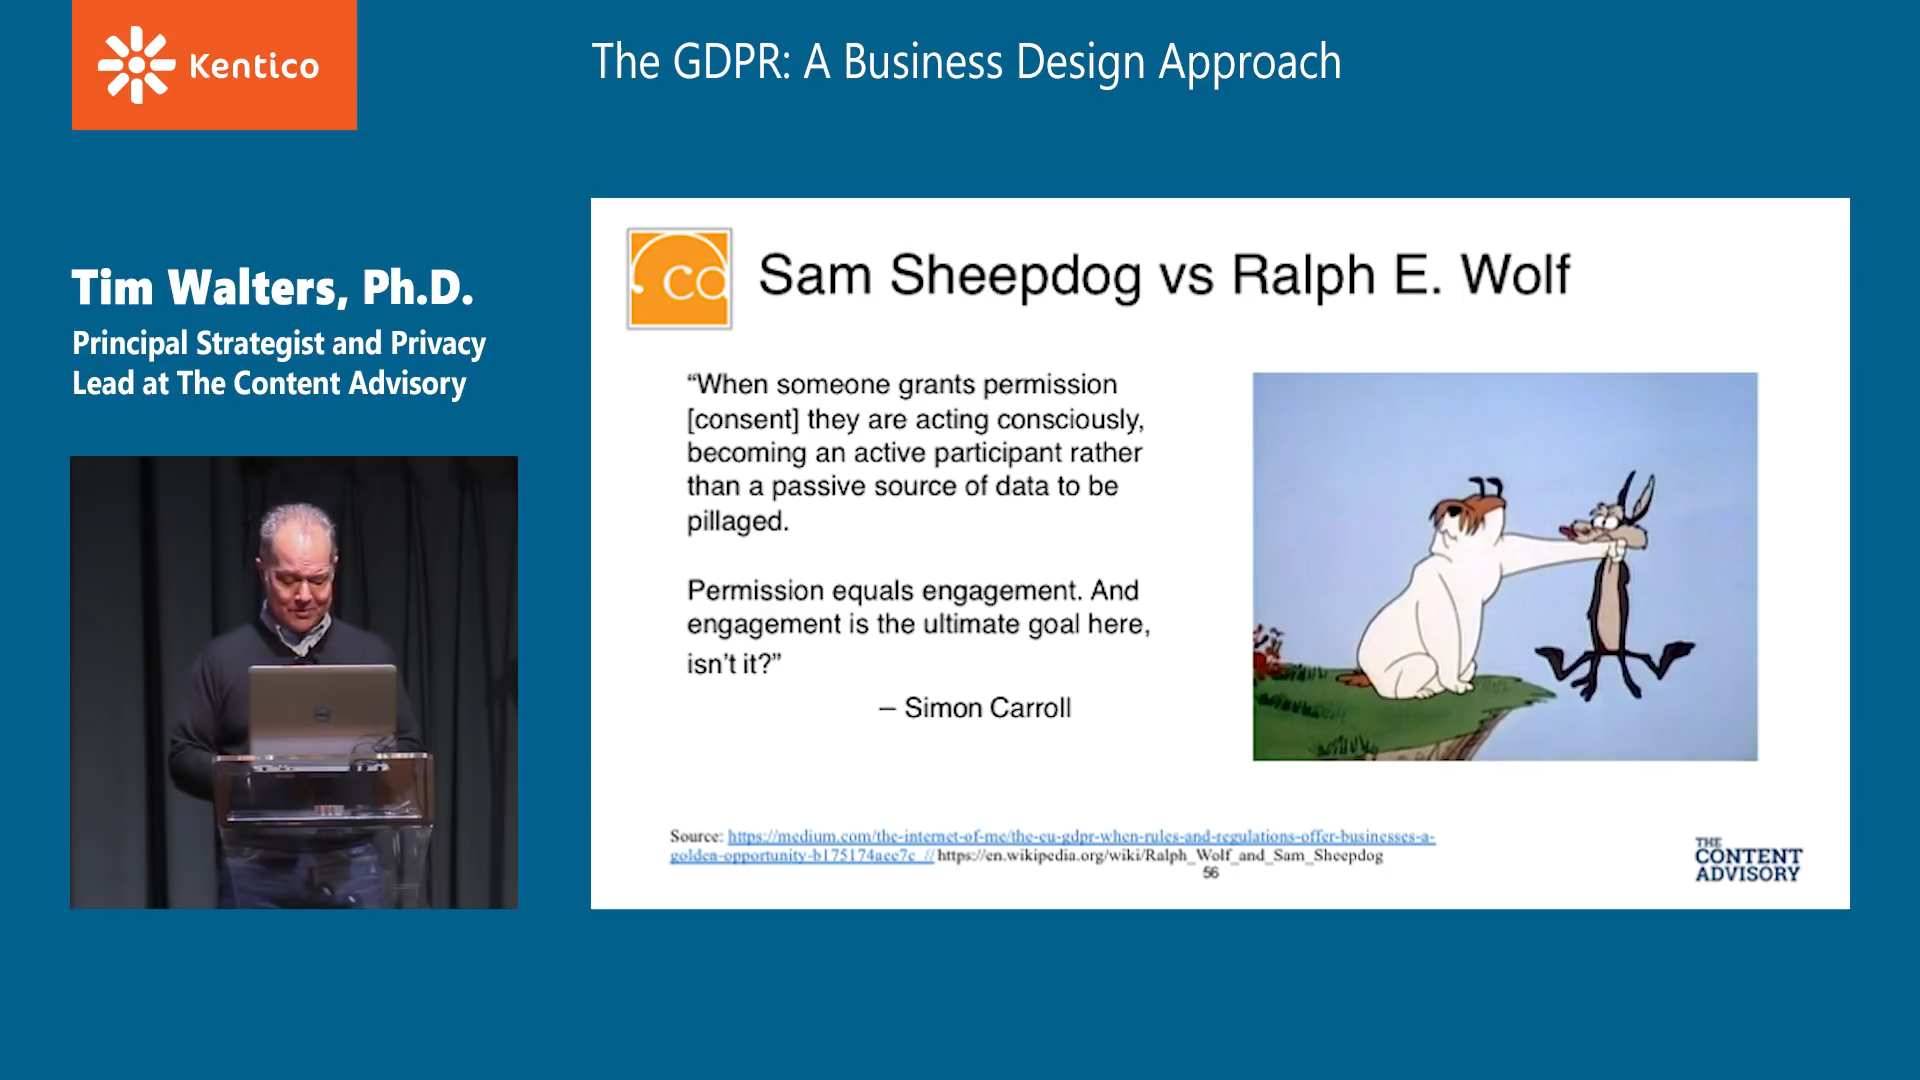 Kentico
The GDPR: A Business Design Approach
Tim Walters, Ph.D.
Principal Strategist and Privacy
Lead at The Content Advisory
ca
Sam Sheepdog vs Ralph E. Wolf
“When someone grants permission
[consent] they are acting consciously,
becoming an active participant rather
than a passive source of data to be
pillaged.
Permission equals engagement. And
engagement is the ultimate goal here,
isn’t it?”
– Simon Carroll
Source: https://medium.com/the-internet-of-me/the-eu-gdpr-when-rules-and-regulations-offer-businesses-a-
golden-opportunity-b175174aee7c //https://en.wikipedia.org/wiki/Ralph_Wolf_and_Sam_Sheepdog
56
THE
CONTENT
ADVISORY